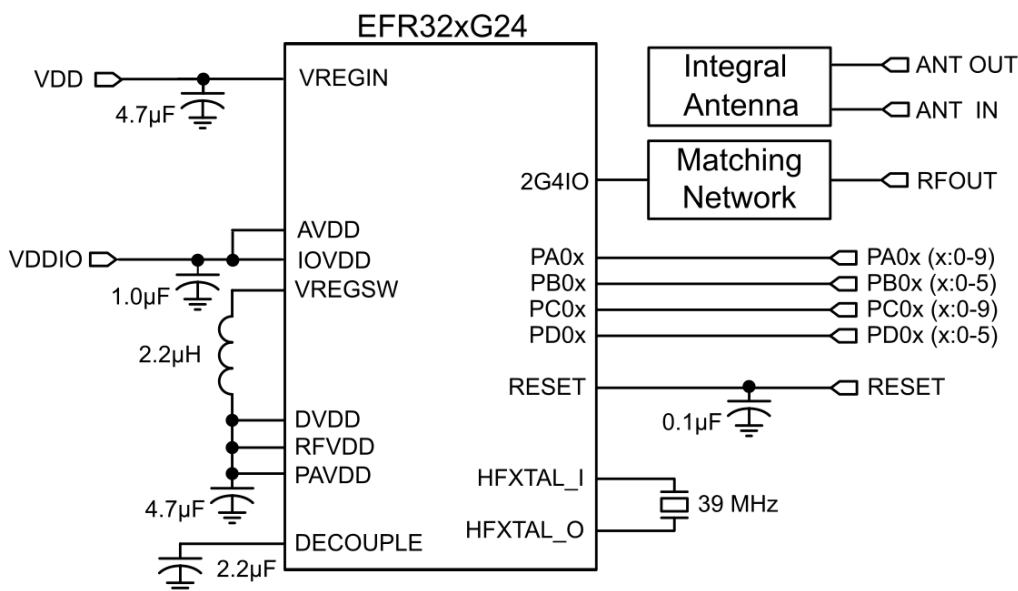 EFR32xG24
VDD
4.7µF
VREGIN
Integral
Antenna
ANT OUT
ANT IN
Matching
Network
2G4IO
RFOUT
AVDD
VDDIO
IOVDD
1.0µF
VREGSW
2.2µH
PA0x
PA0x (x:0-9)
PB0x
PB0x (x:0-5)
PC0x
PC0x (x:0-9)
PD0x
PD0x (x:0-5)
RESET
RESET
0.1µF
DVDD
RFVDD
PAVDD
4.7µF
HFXTAL_I
39 MHz
HFXTAL_O
DECOUPLE
2.2µF